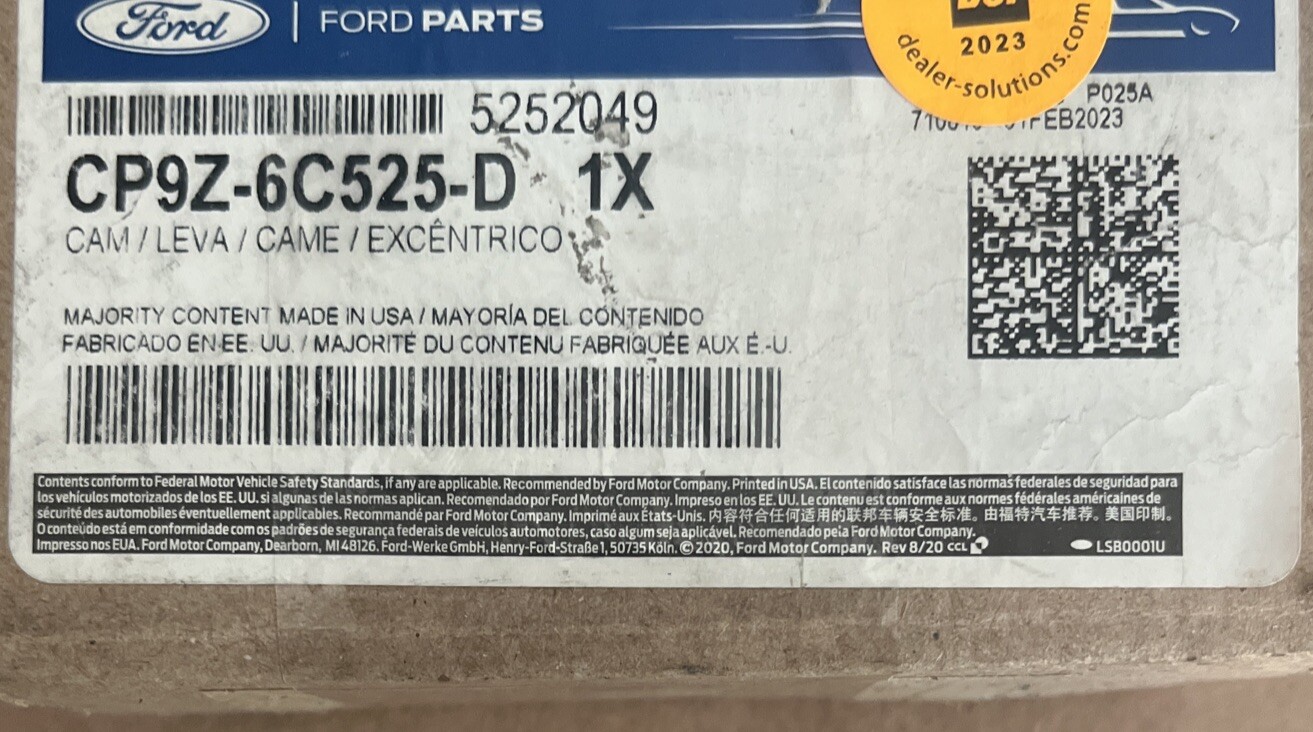 Ford | FORD PARTS
2023
dealer-solutions.com
5252049
P025A
FEB2023
CP9Z-6C525-D 1X
CAM / LEVA / CAME / EXCÊNTRICO
MAJORITY CONTENT MADE IN USA / MAYORÍA DEL CONTENIDO
FABRICADO EN EE. UU. / MAJORITÉ DU CONTENU FABRIQUÉE AUX É.-U.
Contents conform to Federal Motor Vehicle Safety Standards, if any are applicable. Recommended by Ford Motor Company. Printed in USA. El contenido satisface las normas federales de seguridad para
los vehículos motorizados de los EE. UU. si algunas de las normas aplican. Recomendado por Ford Motor Company. Impreso en los EE. UU. Le contenu est conforme aux normes fédérales américaines de
sécurité des automobiles éventuellement applicables. Recommandé par Ford Motor Company. Imprimé aux États-Unis. 内容符合任何适用的联邦车辆安全标准。由福特汽车推荐。美国印制。
O conteúdo está em conformidade com os padrões de segurança federais de veículos automotores, caso algum seja aplicável. Recomendado pela Ford Motor Company.
Impresso nos EUA. Ford Motor Company, Dearborn, MI 48126. Ford-Werke GmbH, Henry-Ford-Straße 1, 50735 Köln. © 2020, Ford Motor Company. Rev 8/20 CCL LSB0001U